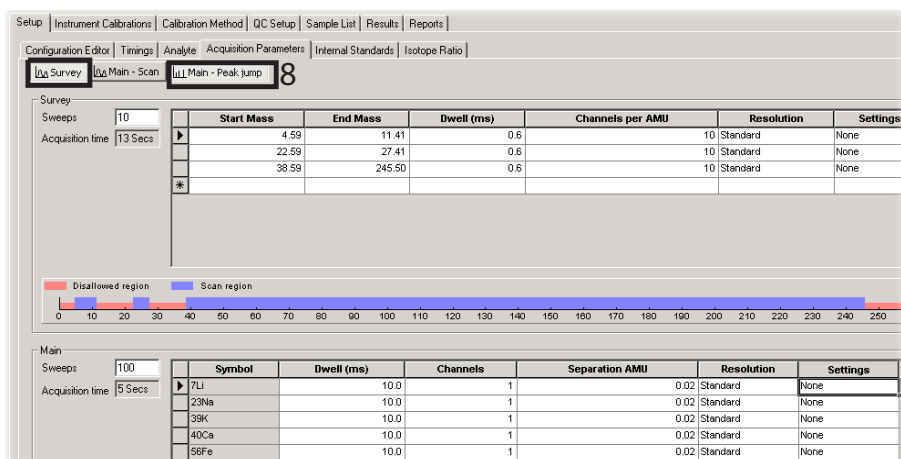 Setup Instrument Calibrations Calibration Method QC Setup Sample List Results Reports
Configuration Editor Timings Analyte Acquisition Parameters Internal Standards Isotope Ratio
Survey Main - Scan Main - Peak jump 8
Survey
Sweeps 10
Acquisition time 13 Secs
Start Mass End Mass Dwell (ms) Channels per AMU Resolution Settings
4.59 11.41 0.6 10 Standard None
22.59 27.41 0.6 10 Standard None
38.59 245.50 0.6 10 Standard None
*
Disallowed region Scan region
0 10 20 30 40 50 60 70 80 90 100 110 120 130 140 150 160 170 180 190 200 210 220 230 240 250
Main
Sweeps 100
Acquisition time 5 Secs
Symbol Dwell (ms) Channels Separation AMU Resolution Settings
7Li 10.0 1 0.02 Standard None
23Na 10.0 1 0.02 Standard None
39K 10.0 1 0.02 Standard None
40Ca 10.0 1 0.02 Standard None
56Fe 10.0 1 0.02 Standard None